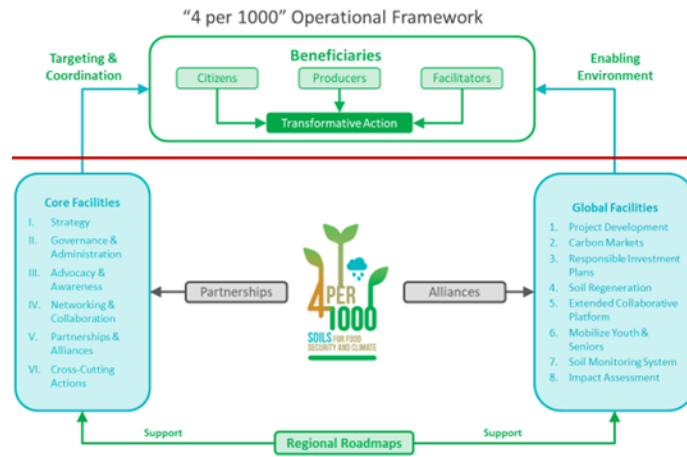 “4 per 1000” Operational Framework
Targeting &
Coordination
Beneficiaries
Citizens
Producers
Facilitators
Transformative Action
Enabling
Environment
Core Facilities
I. Strategy
II. Governance &
Administration
III. Advocacy &
Awareness
IV. Networking &
Collaboration
V. Partnerships &
Alliances
VI. Cross-Cutting
Actions
Partnerships
4 PER
1000
SOILS FOR FOOD
SECURITY AND CLIMATE
Alliances
Global Facilities
1. Project Development
2. Carbon Markets
3. Responsible Investment
Plans
4. Soil Regeneration
5. Extended Collaborative
Platform
6. Mobilize Youth &
Seniors
7. Soil Monitoring System
8. Impact Assessment
Support
Regional Roadmaps
Support